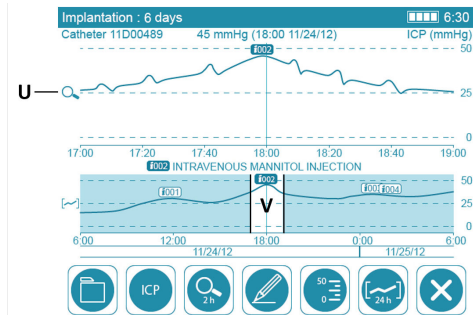 Implantation : 6 days 6:30
Catheter 11D00489 45 mmHg (18:00 11/24/12) ICP (mmHg)
i002
50
U
25
0
17:00 17:20 17:40 18:00 18:20 18:40 19:00
i002 INTRAVENOUS MANNITOL INJECTION
i002
50
i001 i004
V
25
0
6:00 12:00 18:00 0:00 6:00
11/24/12 11/25/12
ICP 2 h 50 0 24 h